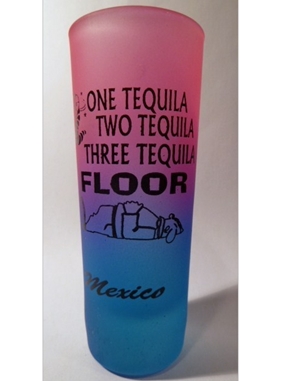 ONE TEQUILA
TWO TEQUILA
THREE TEQUILA
FLOOR
Mexico